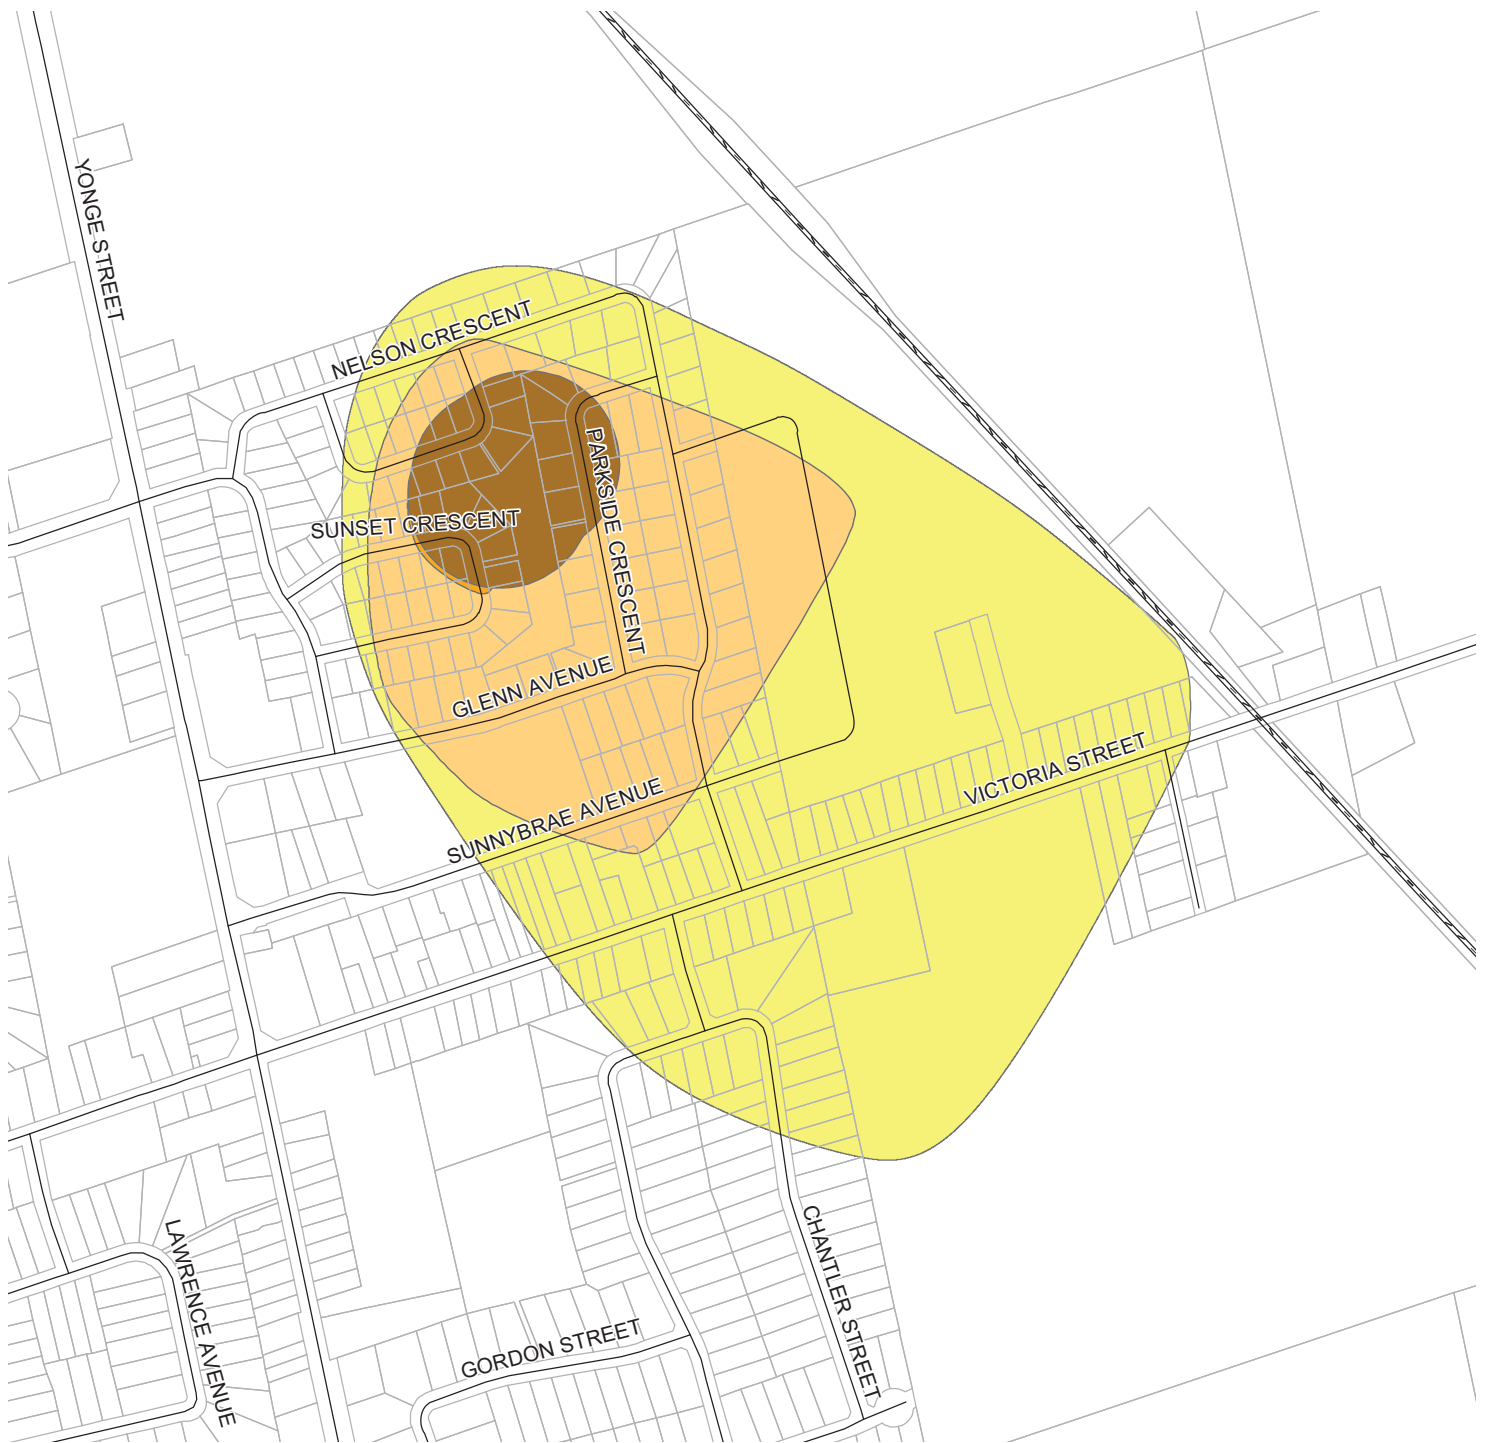 YONGE STREET
NELSON CRESCENT
PARKSIDE CRESCENT
SUNSET CRESCENT
GLENN AVENUE
VICTORIA STREET
SUNNYBRAE AVENUE
LAWRENCE AVENUE
CHANTLER STREET
GORDON STREET